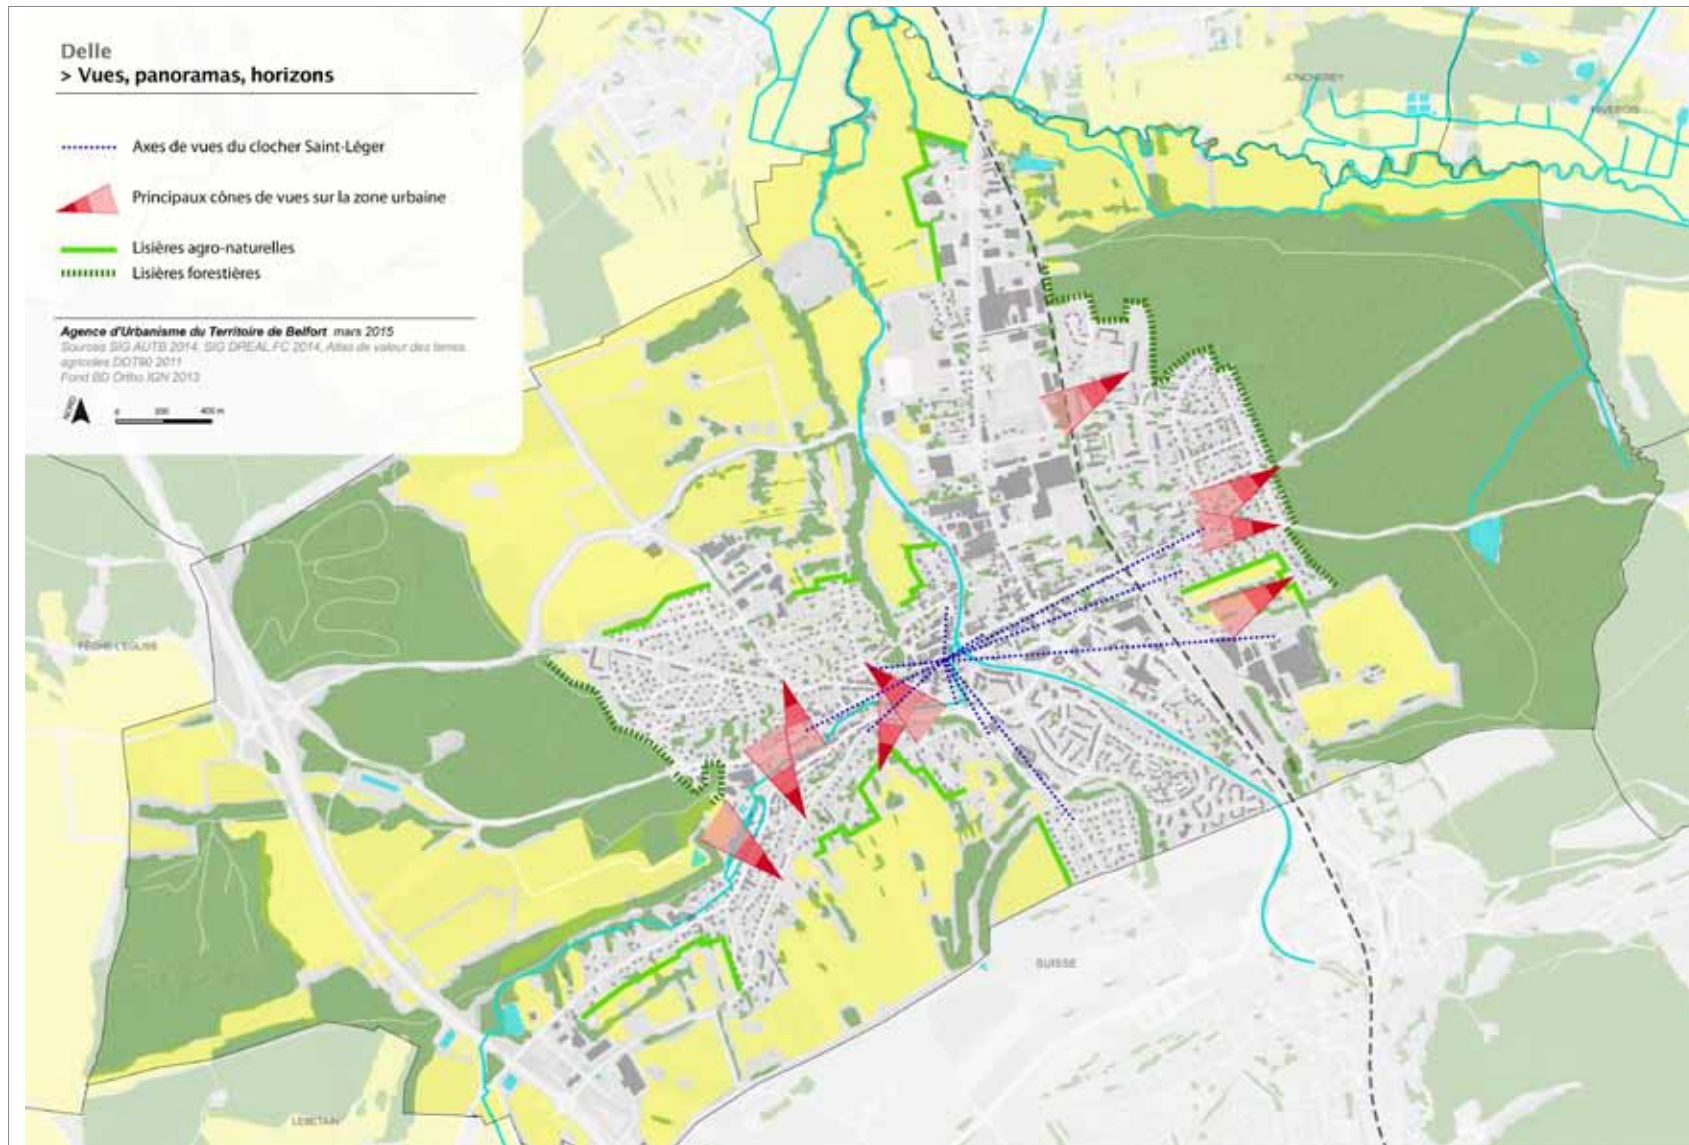 Delle
> Vues, panoramas, horizons
Axes de vues du clocher Saint-Léger
Principaux cônes de vues sur la zone urbaine
Lisières agro-naturelles
Lisières forestières
Agence d'Urbanisme du Territoire de Belfort mars 2015
Sources SIG AUTB 2014, SIG DREAL FC 2014, Atlas de valeur des terres
agricoles DDT90 2011
Fond BD Ortho IGN 2013
NORD
0 200 400 m
JONCHEREY
FAVEROIS
FÊCHE-L'EGLISE
SUISSE
LEBETAIN